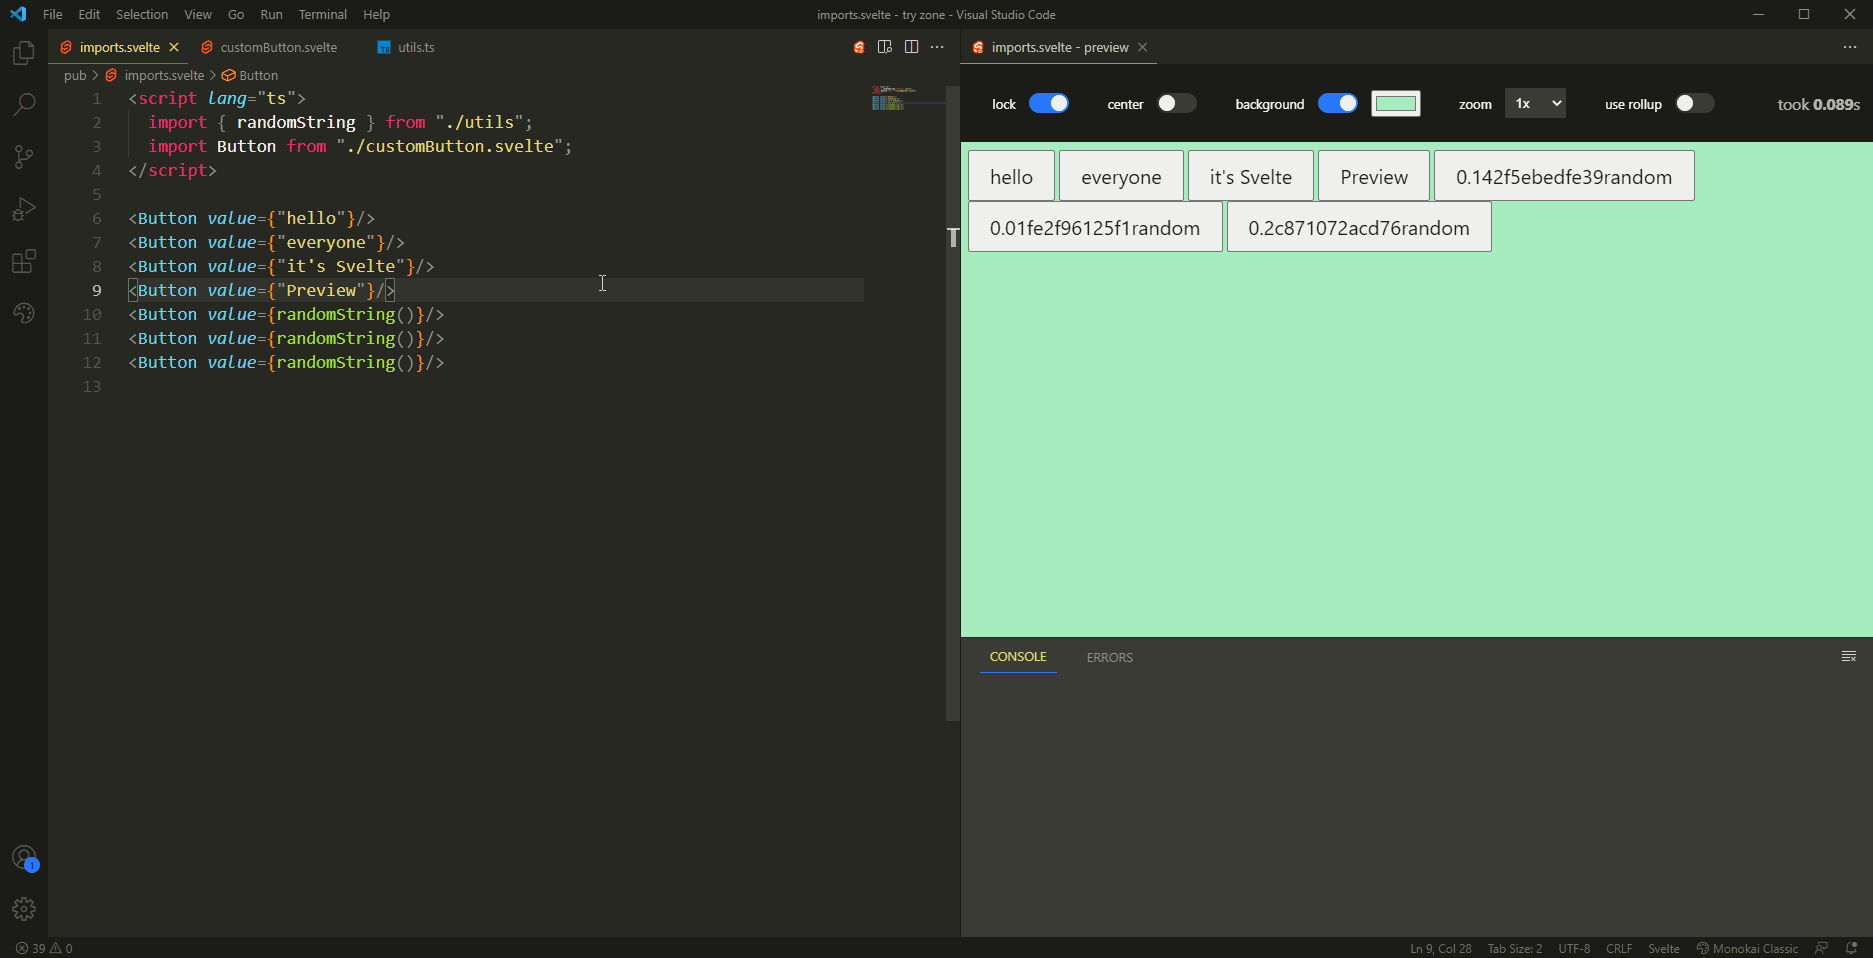 File Edit Selection View Go Run Terminal Help
imports.svelte - try zone - Visual Studio Code
imports.svelte customButton.svelte utils.ts
pub > imports.svelte > Button
1 <script lang="ts">
2 import { randomString } from "./utils";
3 import Button from "./customButton.svelte";
4 </script>
5
6 <Button value={"hello"}/>
7 <Button value={"everyone"}/>
8 <Button value={"it's Svelte"}/>
9 <Button value={"Preview"}/>
10 <Button value={randomString()}/>
11 <Button value={randomString()}/>
12 <Button value={randomString()}/>
13
imports.svelte - preview
lock center background zoom 1x use rollup took 0.089s
hello everyone it's Svelte Preview 0.142f5ebedfe39random
0.01fe2f96125f1random 0.2c871072acd76random
T
CONSOLE ERRORS
1
39 0
Ln 9, Col 28 Tab Size: 2 UTF-8 CRLF Svelte Monokai Classic